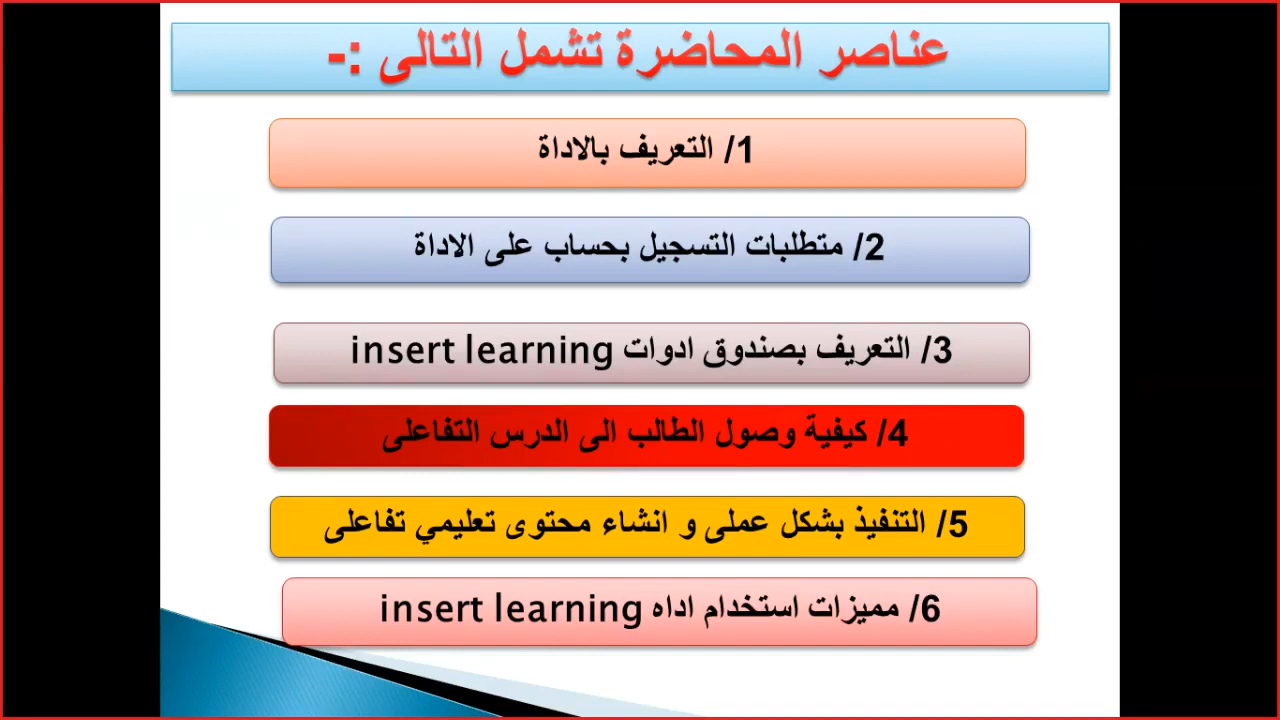 عناصر المحاضرة تشمل التالى :-
1/ التعريف بالاداة
2/ متطلبات التسجيل بحساب على الاداة
3/ التعريف بصندوق ادوات insert learning
4/ كيفية وصول الطالب الى الدرس التفاعلى
5/ التنفيذ بشكل عملى و انشاء محتوى تعليمي تفاعلى
6/ مميزات استخدام اداه insert learning